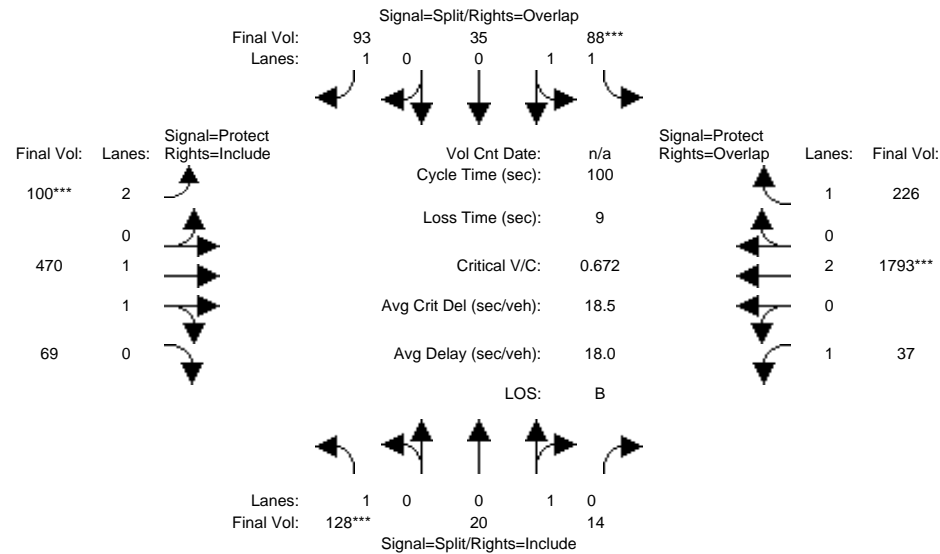 Signal=Split/Rights=Overlap
Final Vol: 93 35 88***
Lanes: 1 0 0 1 1
Signal=Protect Signal=Protect
Final Vol: Lanes: Rights=Include Vol Cnt Date: n/a Rights=Overlap Lanes: Final Vol:
Cycle Time (sec): 100
100*** 2 1 226
Loss Time (sec): 9
0 0
470 1 Critical V/C: 0.672 2 1793***
1 Avg Crit Del (sec/veh): 18.5 0
69 0 Avg Delay (sec/veh): 18.0 1 37
LOS: B
Lanes: 1 0 0 1 0
Final Vol: 128*** 20 14
Signal=Split/Rights=Include